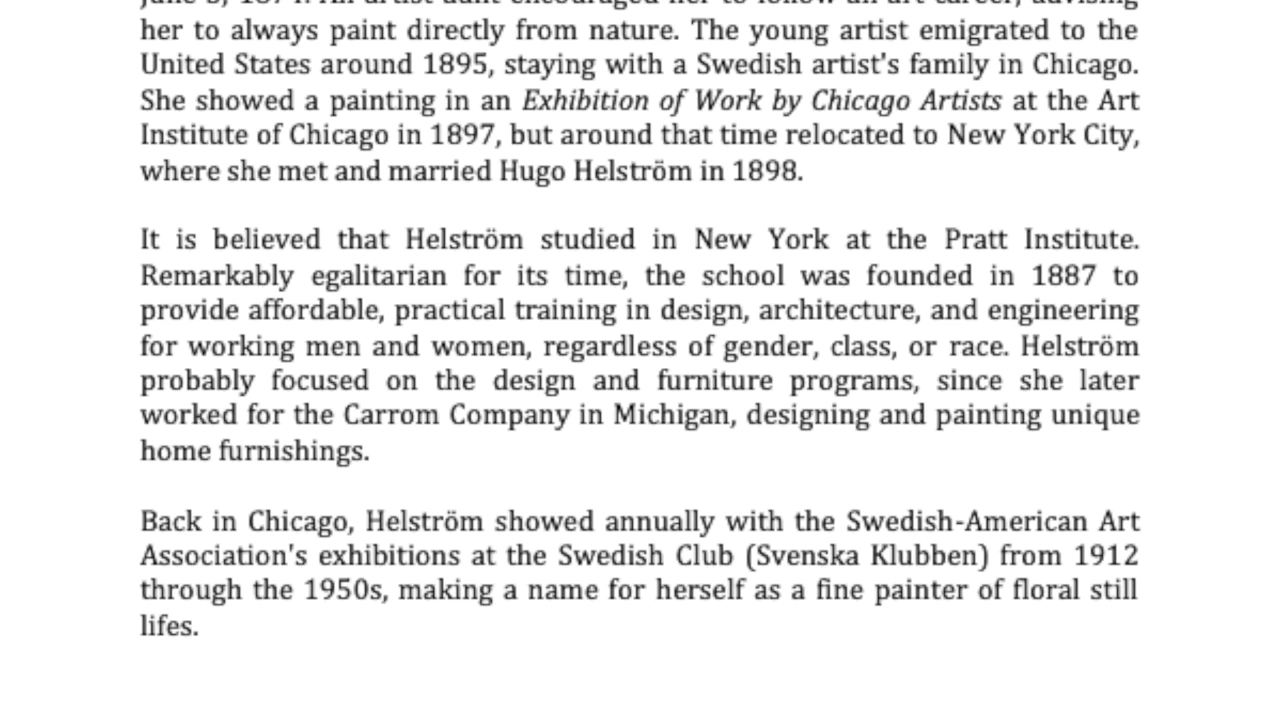 her to always paint directly from nature. The young artist emigrated to the
United States around 1895, staying with a Swedish artist's family in Chicago.
She showed a painting in an Exhibition of Work by Chicago Artists at the Art
Institute of Chicago in 1897, but around that time relocated to New York City,
where she met and married Hugo Helström in 1898.
It is believed that Helström studied in New York at the Pratt Institute.
Remarkably egalitarian for its time, the school was founded in 1887 to
provide affordable, practical training in design, architecture, and engineering
for working men and women, regardless of gender, class, or race. Helström
probably focused on the design and furniture programs, since she later
worked for the Carrom Company in Michigan, designing and painting unique
home furnishings.
Back in Chicago, Helström showed annually with the Swedish-American Art
Association's exhibitions at the Swedish Club (Svenska Klubben) from 1912
through the 1950s, making a name for herself as a fine painter of floral still
lifes.